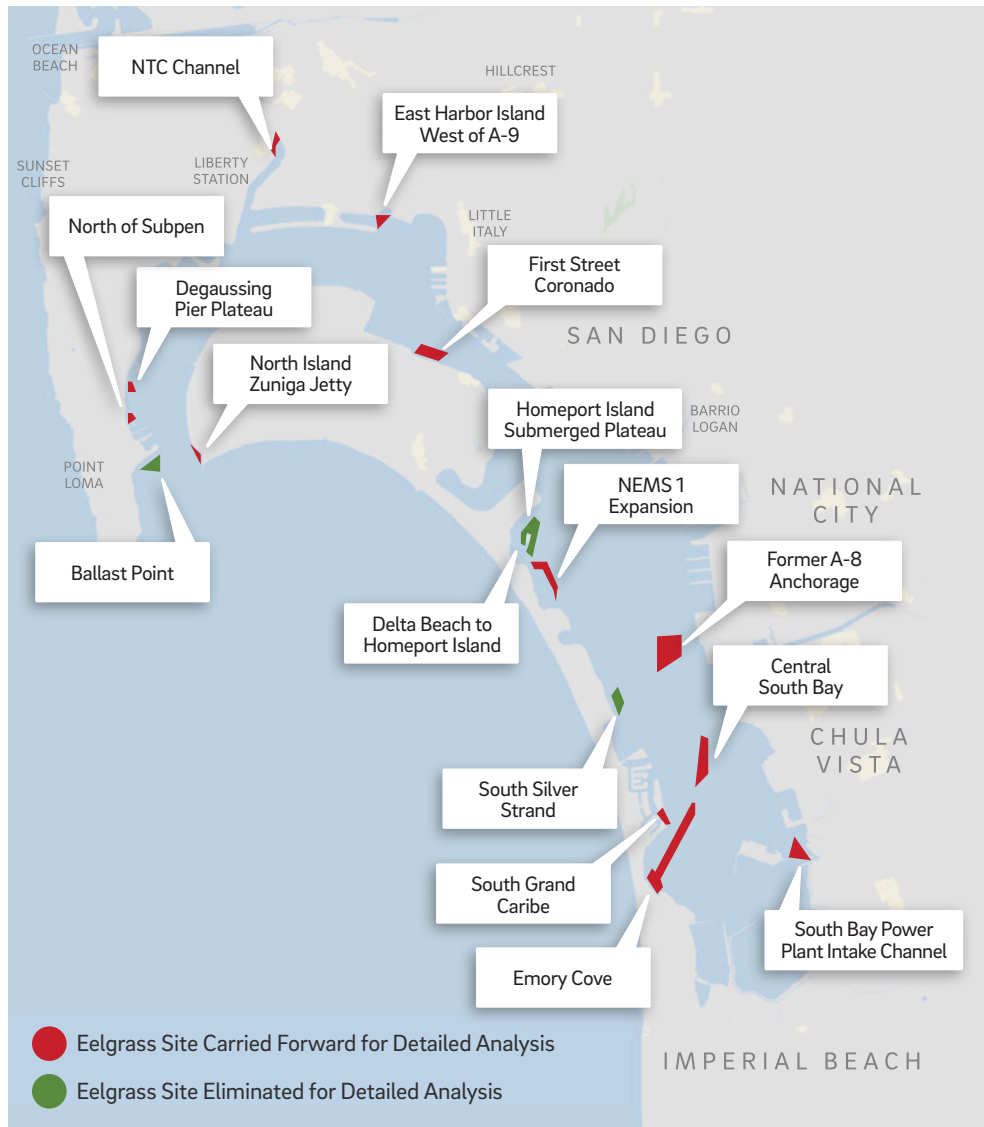 OCEAN
BEACH
NTC Channel
HILLCREST
East Harbor Island
West of A-9
SUNSET
CLIFFS
LIBERTY
STATION
North of Subpen
LITTLE
ITALY
Degaussing
Pier Plateau
First Street
Coronado
SAN DIEGO
North Island
Zuniga Jetty
Homeport Island
Submerged Plateau
BARRIO
LOGAN
POINT
LOMA
NEMS 1
Expansion
NATIONAL
CITY
Ballast Point
Former A-8
Anchorage
Delta Beach to
Homeport Island
Central
South Bay
CHULA
VISTA
South Silver
Strand
South Grand
Caribe
South Bay Power
Plant Intake Channel
Emory Cove
Eelgrass Site Carried Forward for Detailed Analysis
IMPERIAL BEACH
Eelgrass Site Eliminated for Detailed Analysis